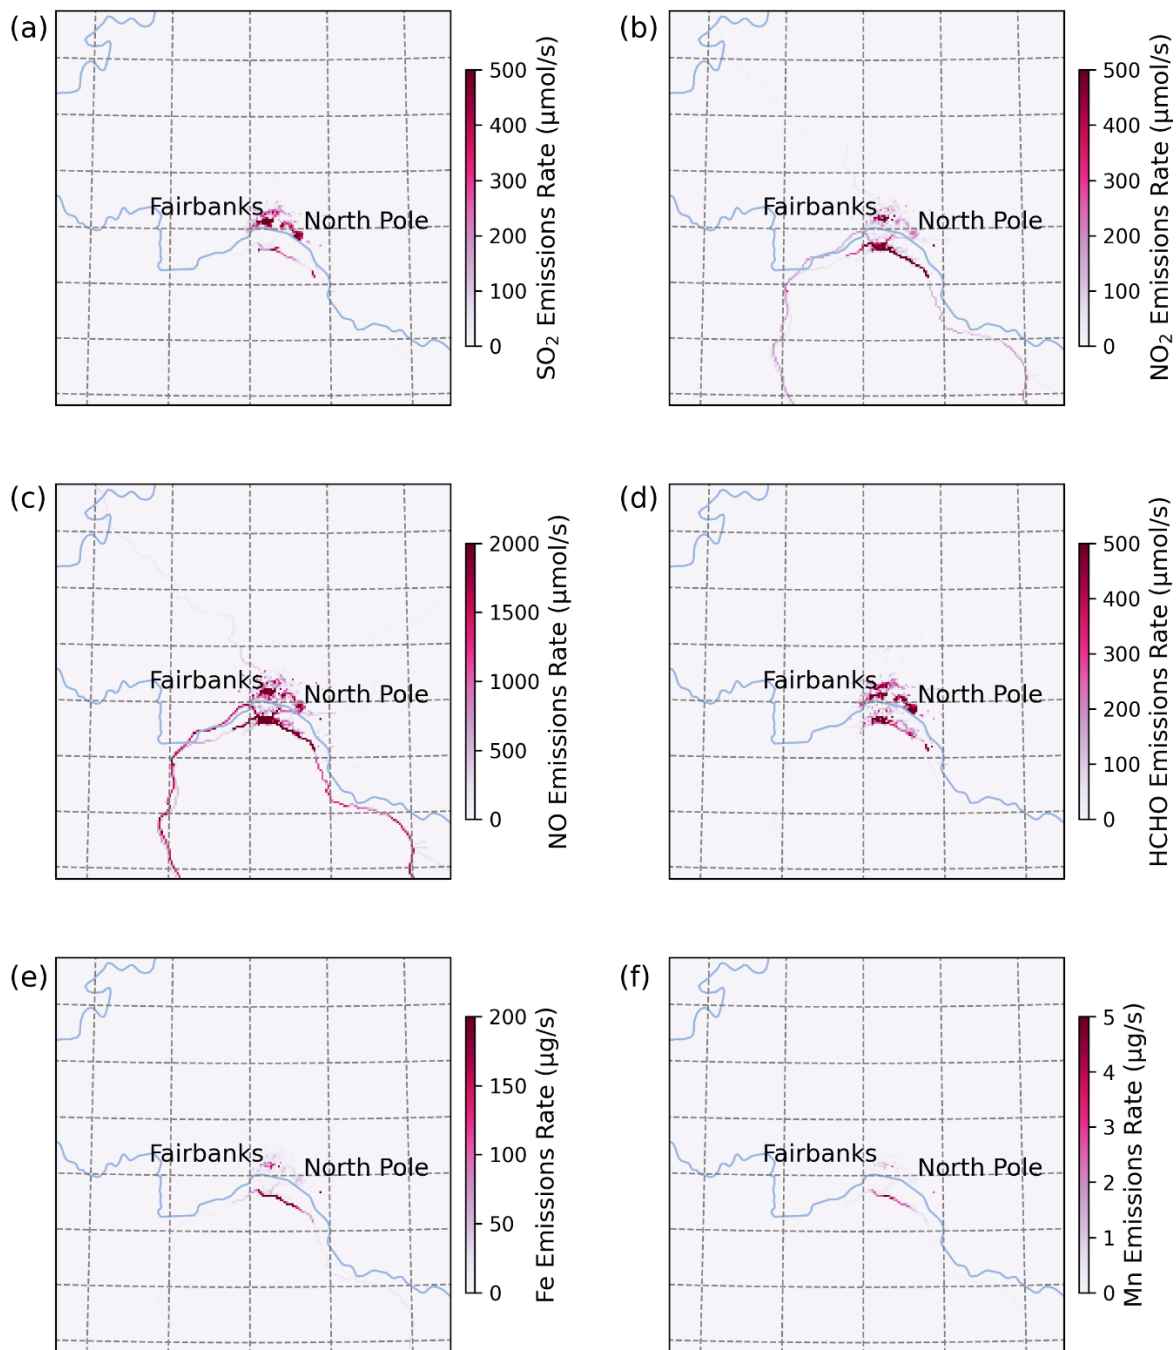 (a)
Fairbanks
North Pole
500
400
300
200
100
0
SO₂ Emissions Rate (μmol/s)
(b)
Fairbanks
North Pole
500
400
300
200
100
0
NO₂ Emissions Rate (μmol/s)
(c)
Fairbanks
North Pole
2000
1500
1000
500
0
NO Emissions Rate (μmol/s)
(d)
Fairbanks
North Pole
500
400
300
200
100
0
HCHO Emissions Rate (μmol/s)
(e)
Fairbanks
North Pole
200
150
100
50
0
Fe Emissions Rate (μg/s)
(f)
Fairbanks
North Pole
5
4
3
2
1
0
Mn Emissions Rate (μg/s)